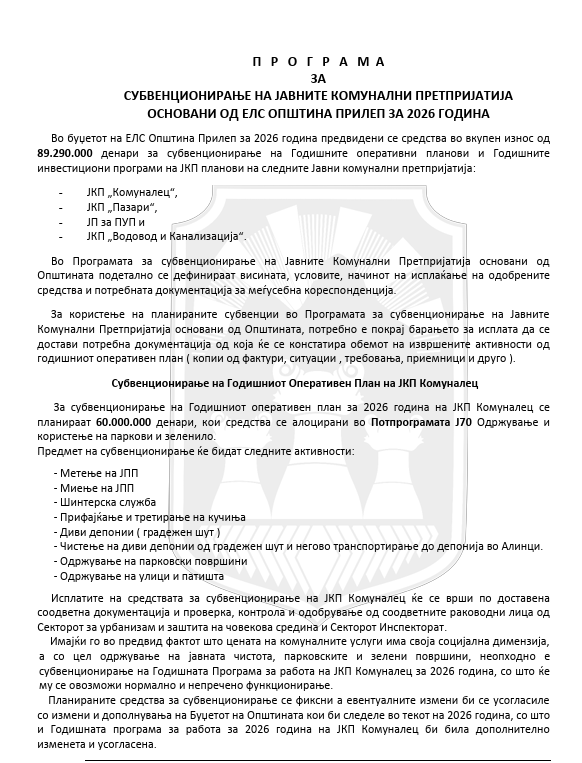 П Р О Г Р А М А
ЗА
СУБВЕНЦИОНИРАЊЕ НА ЈАВНИТЕ КОМУНАЛНИ ПРЕТПРИЈАТИЈА
ОСНОВАНИ ОД ЕЛС ОПШТИНА ПРИЛЕП ЗА 2026 ГОДИНА
Во буџетот на ЕЛС Општина Прилеп за 2026 година предвидени се средства во вкупен износ од
89.290.000 денари за субвенционирање на Годишните оперативни планови и Годишните
инвестициони програми на ЈКП планови на следните Јавни комунални претпријатија:
- ЈКП „Комуналец“,
- ЈКП „Пазари“,
- ЈП за ПУП и
- ЈКП „Водовод и Канализација“.
Во Програмата за субвенционирање на Јавните Комунални Претпријатија основани од
Општината подетално се дефинираат висината, условите, начинот на исплаќање на одобрените
средства и потребната документација за меѓусебна кореспонденција.
За користење на планираните субвенции во Програмата за субвенционирање на Јавните
Комунални Претпријатија основани од Општината, потребно е покрај барањето за исплата да се
достави потребна документација од која ќе се констатира обемот на извршените активности од
годишниот оперативен план ( копии од фактури, ситуации , требовања, приемници и друго ).
Субвенционирање на Годишниот Оперативен План на ЈКП Комуналец
За субвенционирање на Годишниот оперативен план за 2026 година на ЈКП Комуналец се
планираат 60.000.000 денари, кои средства се алоцирани во Потпрограмата Ј70 Одржување и
користење на паркови и зеленило.
Предмет на субвенционирање ќе бидат следните активности:
- Метење на ЈПП
- Миење на ЈПП
- Шинтерска служба
- Прифаќање и третирање на кучиња
- Диви депонии ( градежен шут )
- Чистење на диви депонии од градежен шут и негово транспортирање до депонија во Алинци.
- Одржување на парковски површини
- Одржување на улици и патишта
Исплатите на средствата за субвенционирање на ЈКП Комуналец ќе се врши по доставена
соодветна документација и проверка, контрола и одобрување од соодветните раководни лица од
Секторот за урбанизам и заштита на човекова средина и Секторот Инспекторат.
Имајќи го во предвид фактот што цената на комуналните услуги има своја социјална димензија,
а со цел одржување на јавната чистота, парковските и зелени површини, неопходно е
субвенционирање на Годишната Програма за работа на ЈКП Комуналец за 2026 година, со што ќе
му се овозможи нормално и непречено функционирање.
Планираните средства за субвенционирање се фиксни а евентуалните измени би се усогласиле
со измени и дополнувања на Буџетот на Општината кои би следеле во текот на 2026 година, со што
и Годишната програма за работа за 2026 година на ЈКП Комуналец би била дополнително
изменета и усогласена.